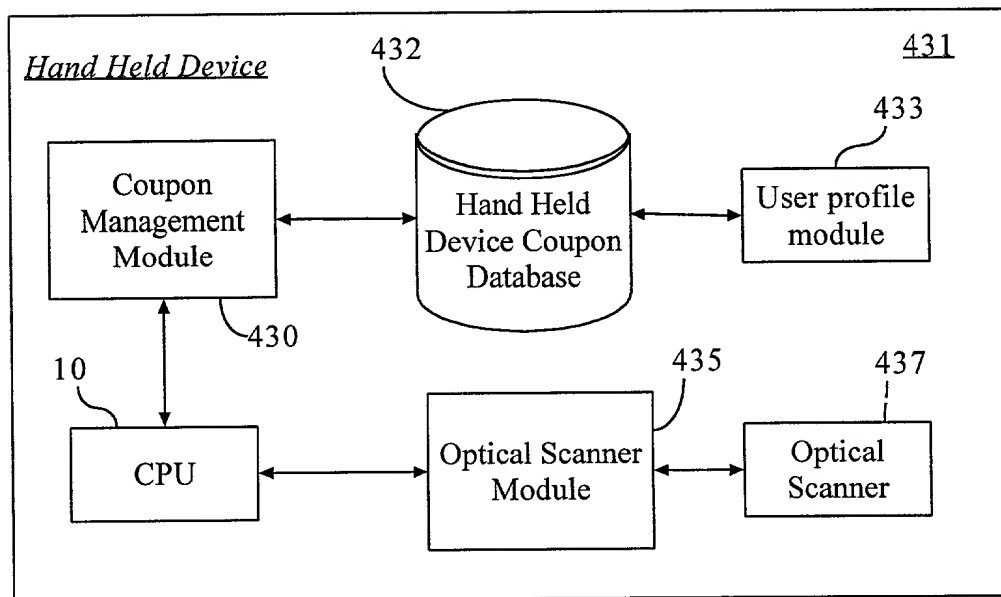 Hand Held Device
432
431
433
Coupon
Management
Module
Hand Held
Device Coupon
Database
User profile
module
430
10
435
437
CPU
Optical Scanner
Module
Optical
Scanner